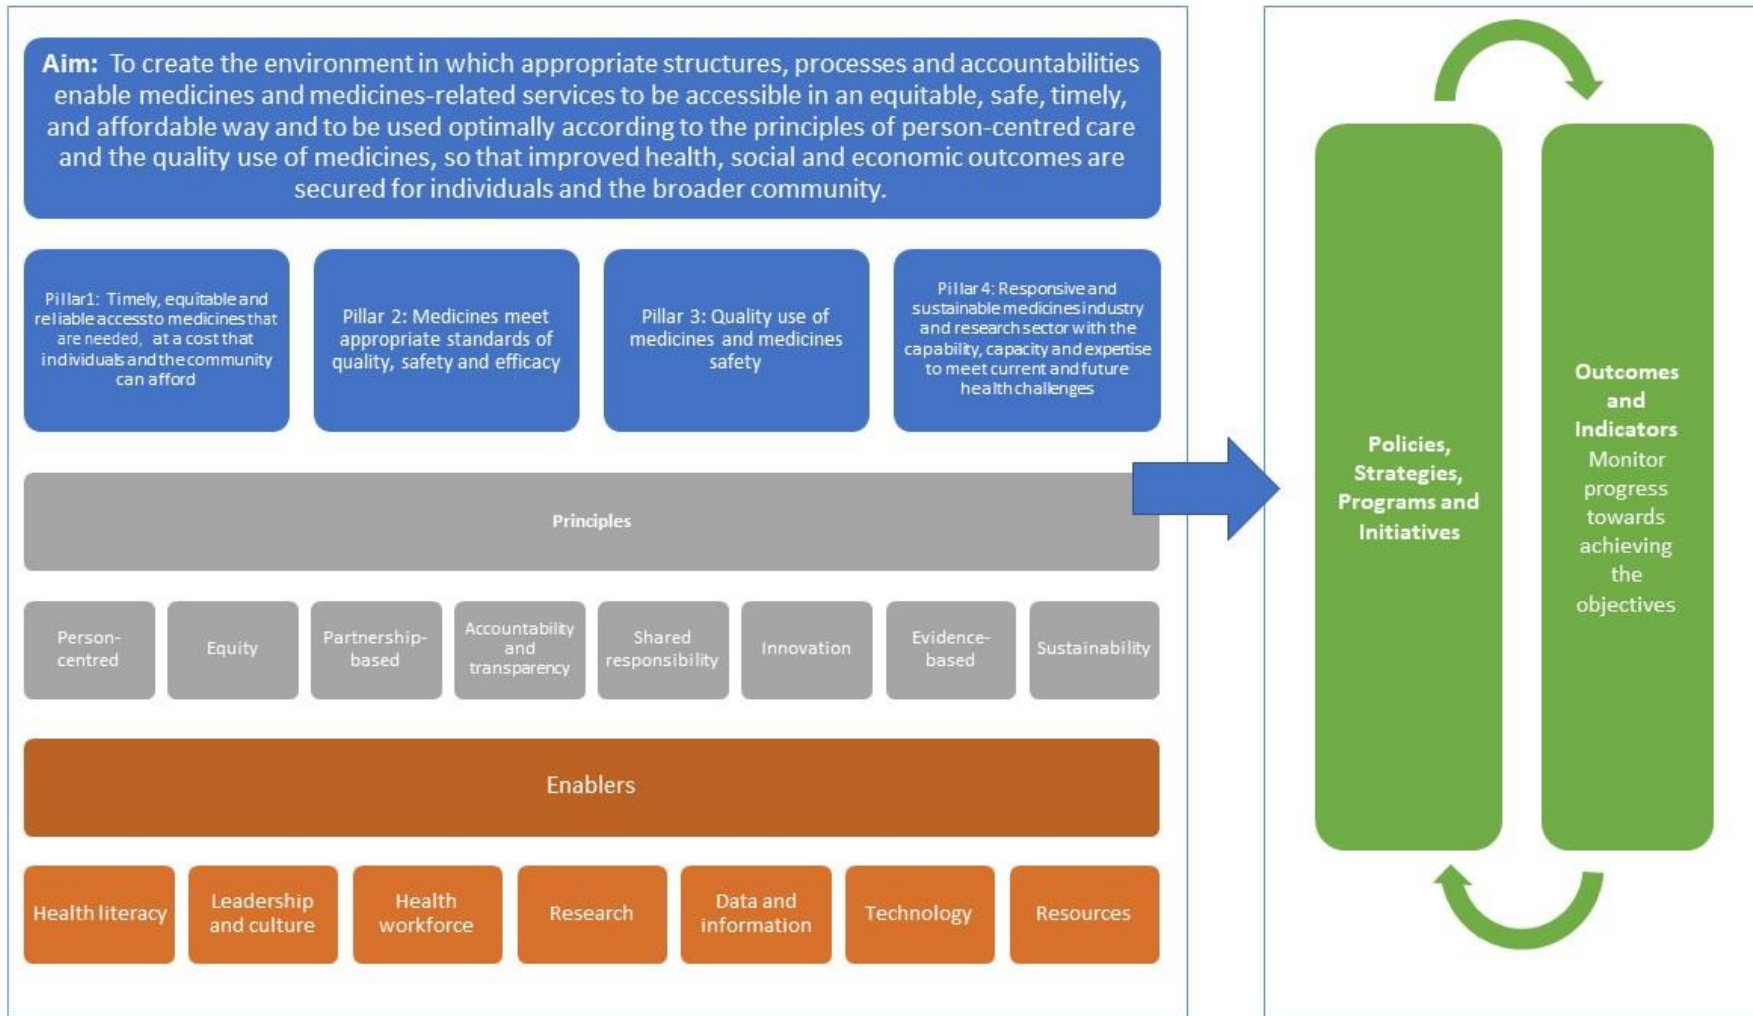 Aim: To create the environment in which appropriate structures, processes and accountabilities
enable medicines and medicines-related services to be accessible in an equitable, safe, timely,
and affordable way and to be used optimally according to the principles of person-centred care
and the quality use of medicines, so that improved health, social and economic outcomes are
secured for individuals and the broader community.
Pillar1: Timely, equitable and
reliable accessto medicines that
are needed, at a cost that
individuals and the community
can afford
Pillar 2: Medicines meet
appropriate standards of
quality, safety and efficacy
Pillar 3: Quality use of
medicines and medicines
safety
Pillar 4: Responsive and
sustainable medicines industry
and research sector with the
capability, capacity and expertise
to meet current and future
health challenges
Principles
Person-
centred
Equity
Partnership-
based
Accountability
and
transparency
Shared
responsibility
Innovation
Evidence-
based
Sustainability
Enablers
Health literacy
Leadership
and culture
Health
workforce
Research
Data and
information
Technology
Resources
Policies,
Strategies,
Programs and
Initiatives
Outcomes
and
Indicators
Monitor
progress
towards
achieving
the
objectives